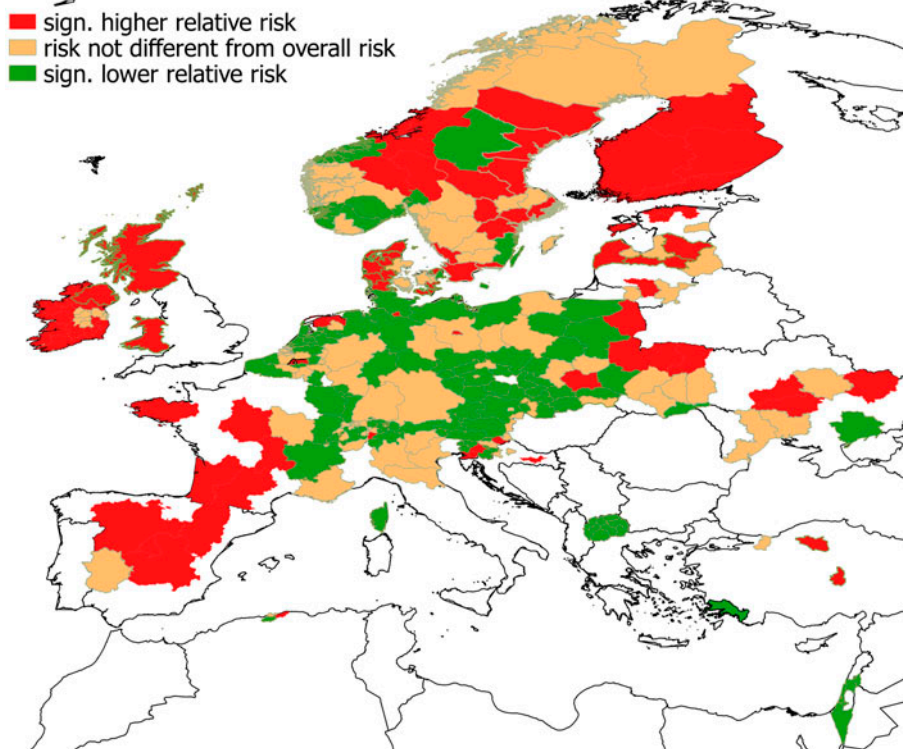 sign. higher relative risk
risk not different from overall risk
sign. lower relative risk